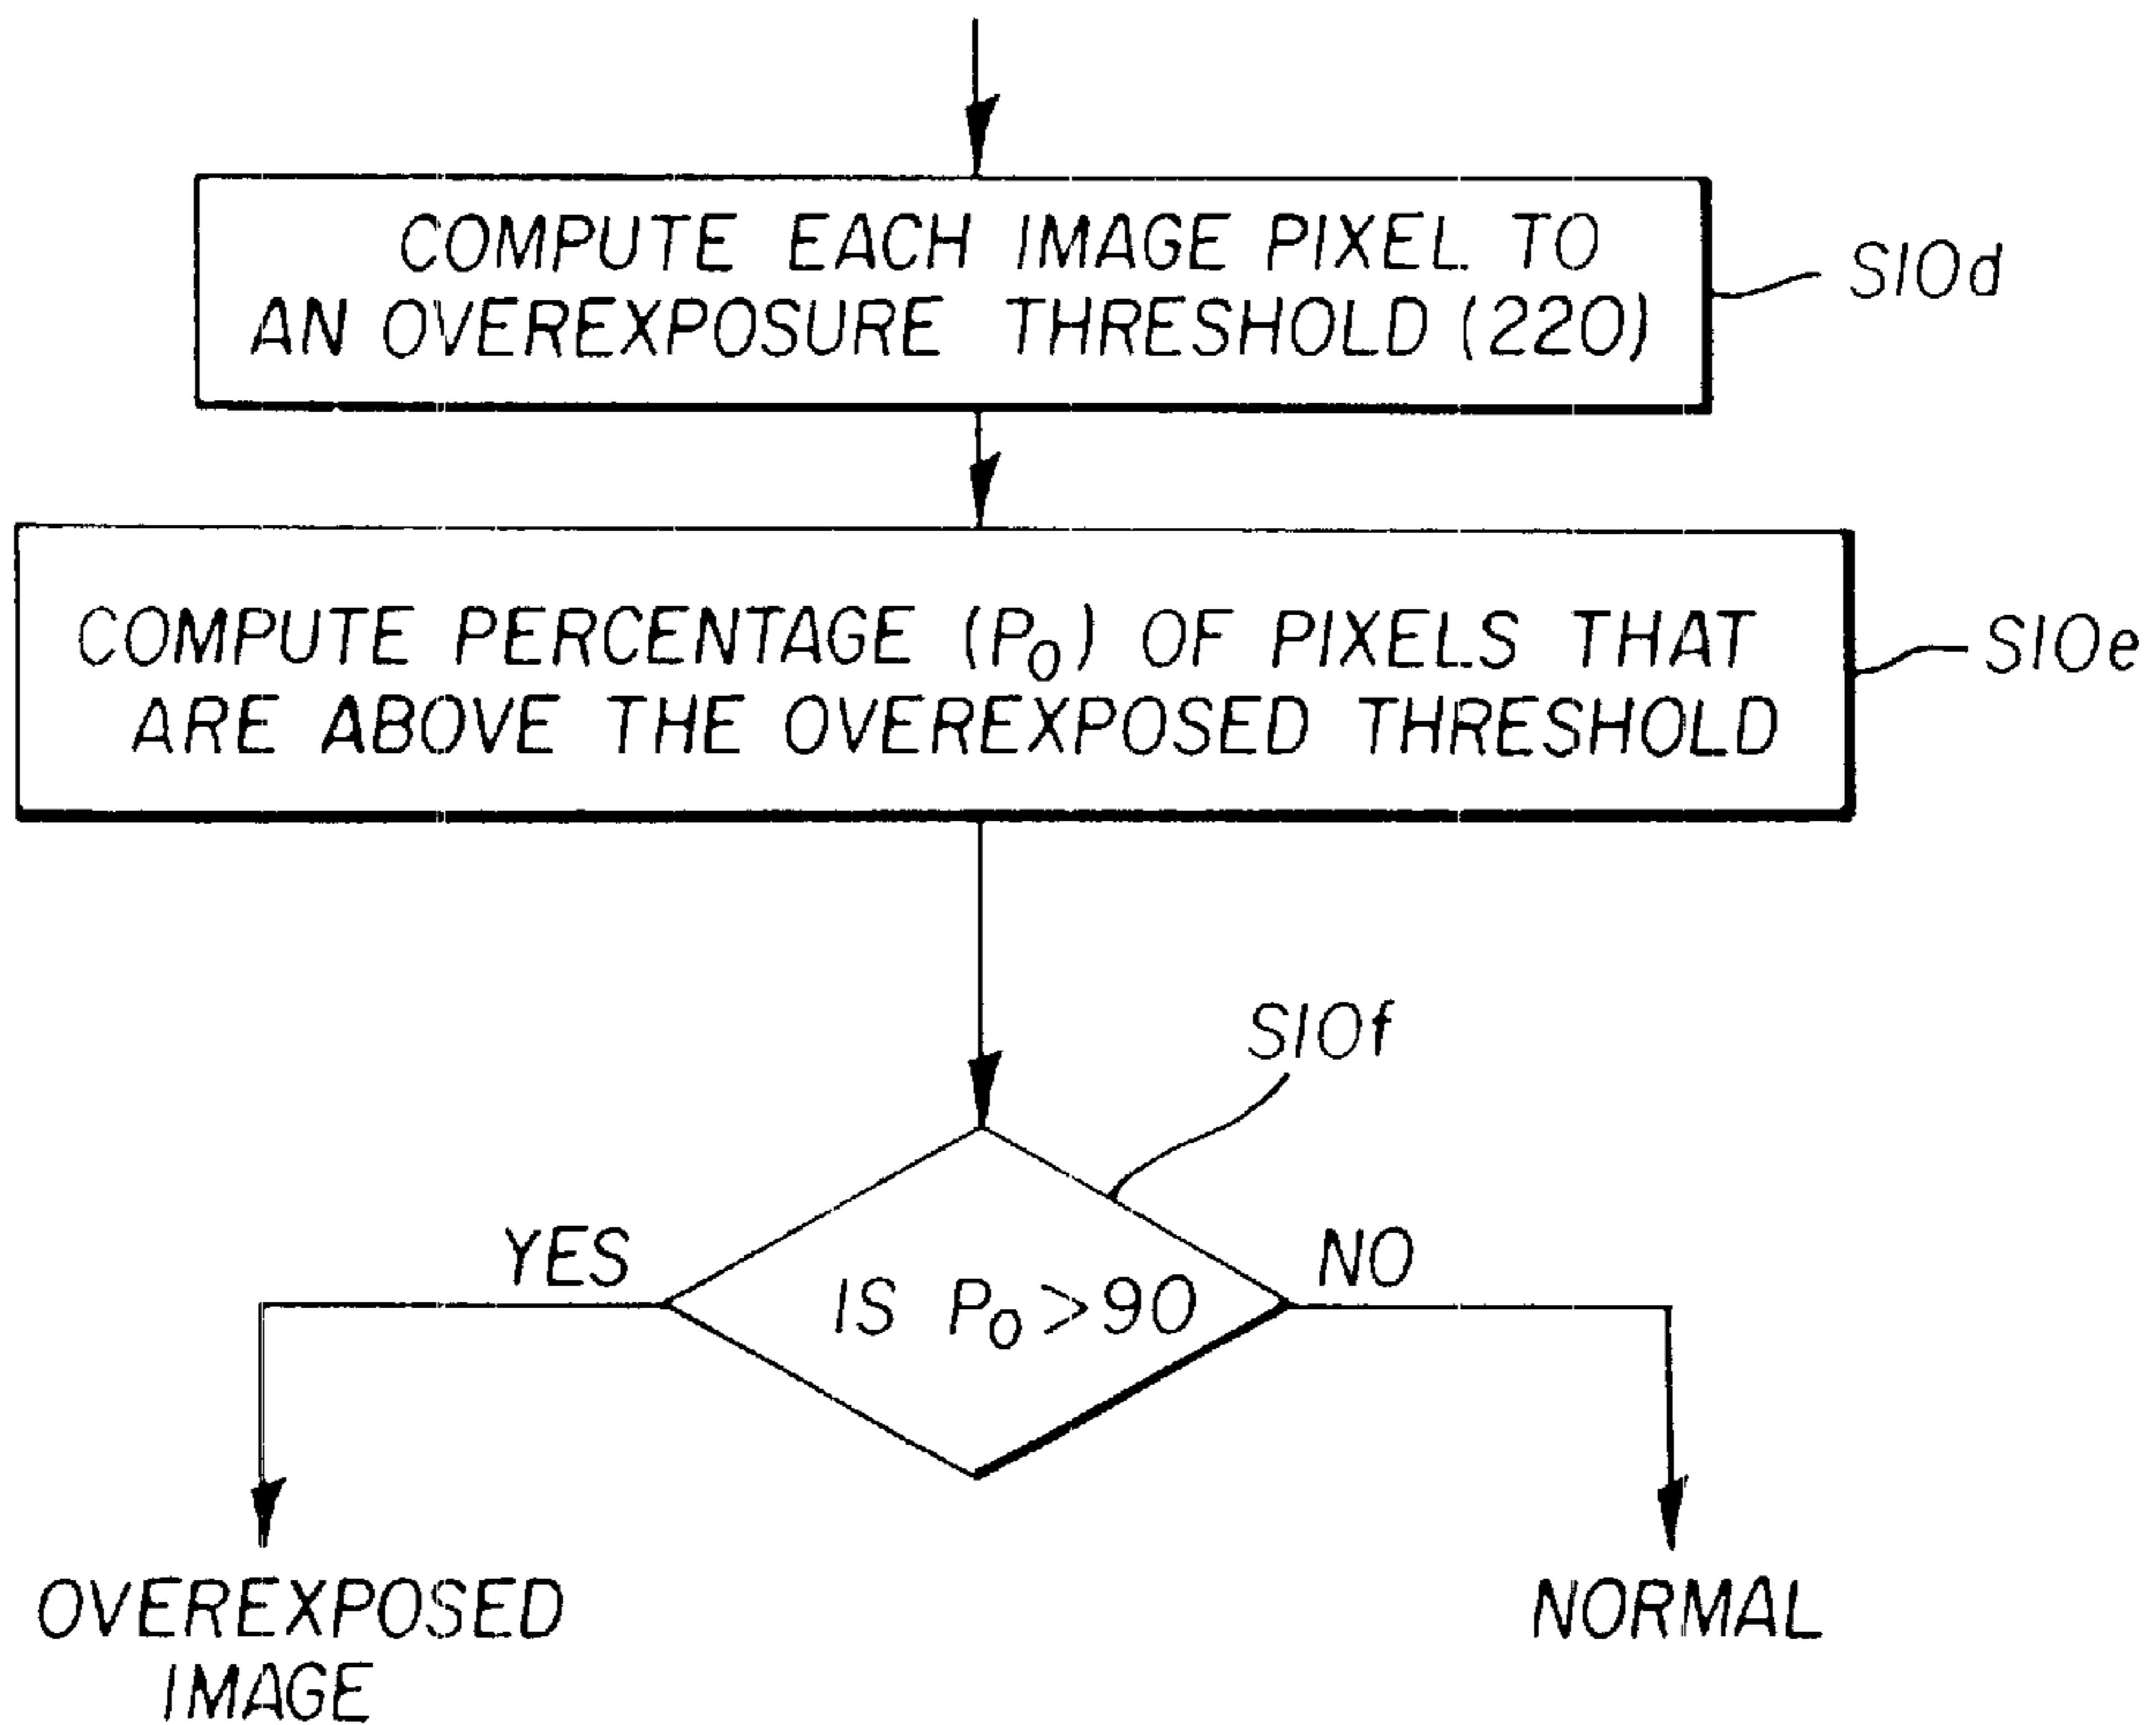 COMPUTE EACH IMAGE PIXEL TO
AN OVEREXPOSURE THRESHOLD (220)
S10d
COMPUTE PERCENTAGE (P₀) OF PIXELS THAT
ARE ABOVE THE OVEREXPOSED THRESHOLD
S10e
S10f
YES
IS P₀ > 90
NO
OVEREXPOSED
IMAGE
NORMAL